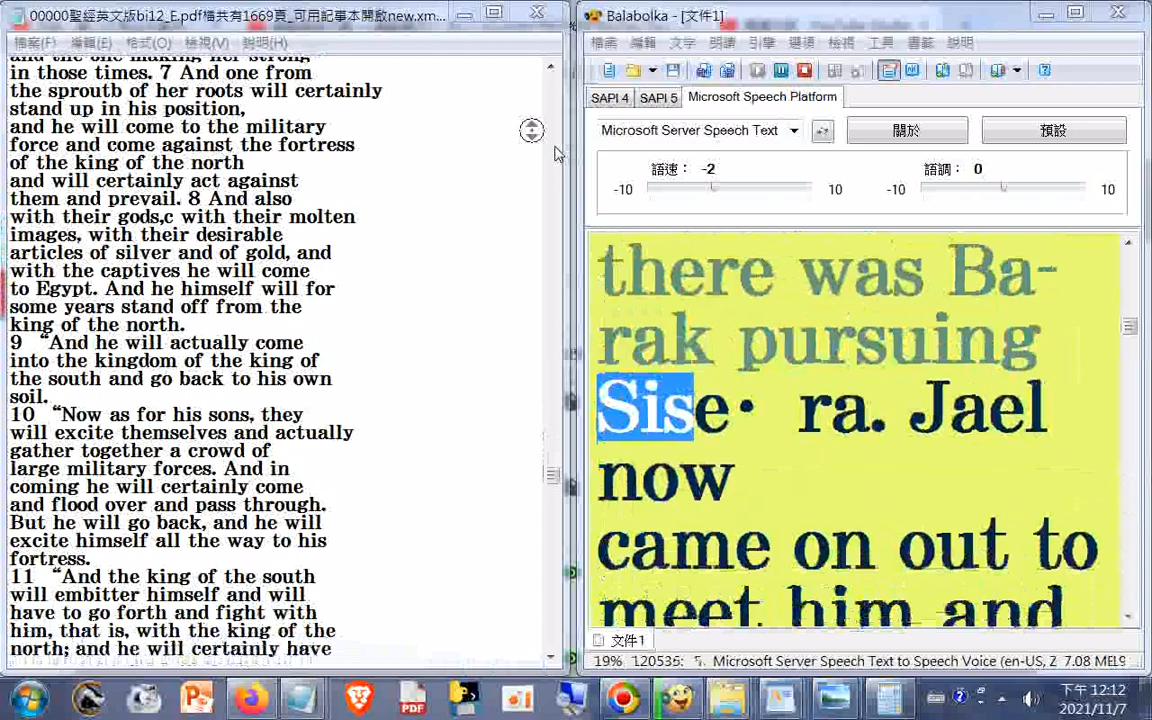 00000聖經英文版bi12_E.pdf檔共有1669頁_可用記事本開啟new.xm...
檔案(F) 編輯(E) 格式(O) 檢視(V) 說明(H)
and the one making her strong
in those times. 7 And one from
the sproutb of her roots will certainly
stand up in his position,
and he will come to the military
force and come against the fortress
of the king of the north
and will certainly act against
them and prevail. 8 And also
with their gods,c with their molten
images, with their desirable
articles of silver and of gold, and
with the captives he will come
to Egypt. And he himself will for
some years stand off from the
king of the north.
9 “And he will actually come
into the kingdom of the king of
the south and go back to his own
soil.
10 “Now as for his sons, they
will excite themselves and actually
gather together a crowd of
large military forces. And in
coming he will certainly come
and flood over and pass through.
But he will go back, and he will
excite himself all the way to his
fortress.
11 “And the king of the south
will embitter himself and will
have to go forth and fight with
him, that is, with the king of the
north; and he will certainly have
Balabolka - [文件1]
檔案 編輯 文字 朗讀 引擎 選項 檢視 工具 書籤 說明
SAPI 4 SAPI 5 Microsoft Speech Platform
Microsoft Server Speech Text 關於 預設
語速： -2 語調： 0
-10 10 -10 10
there was Ba-
rak pursuing
Sise· ra. Jael
now
came on out to
meet him and
文件1
19% 120535: Microsoft Server Speech Text to Speech Voice (en-US, Z 7.08 MB
下午 12:12
2021/11/7